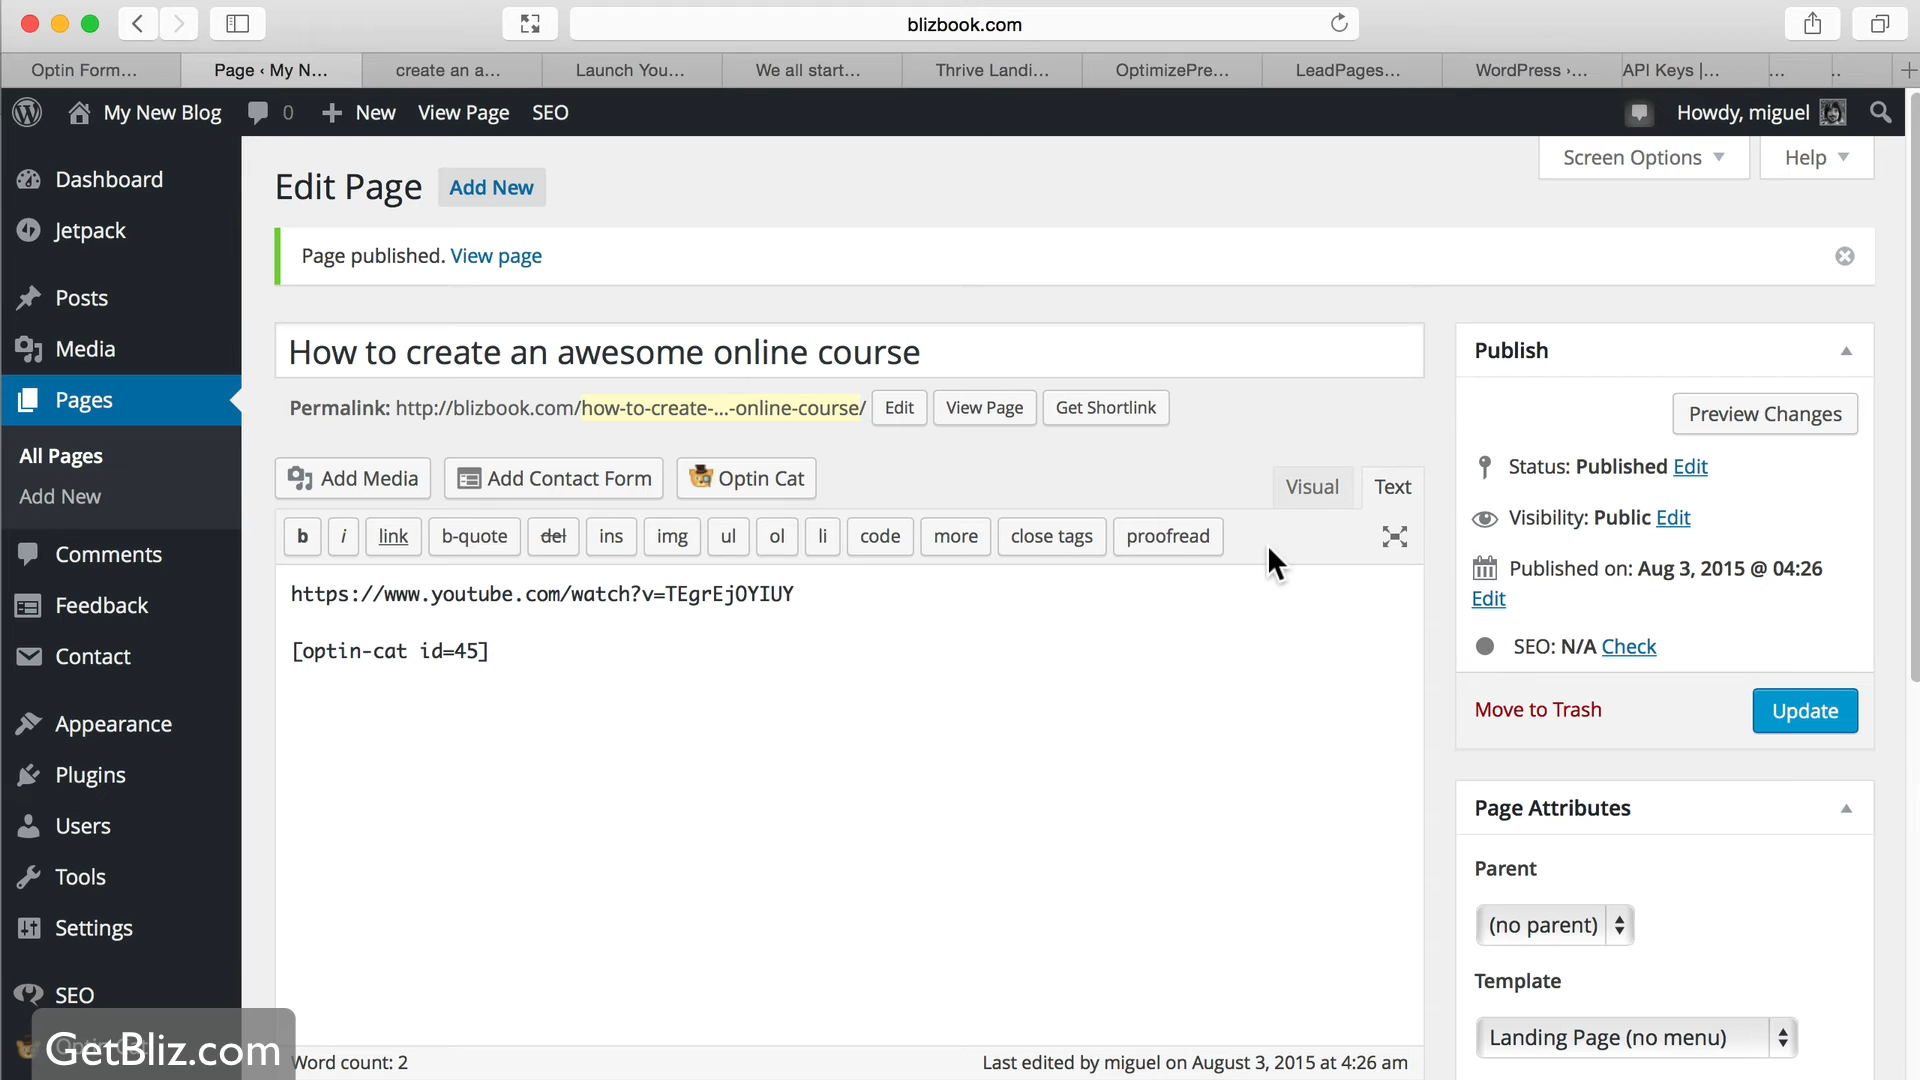 blizbook.com
Optin Form...
Page ‹ My N...
create an a...
Launch You...
We all start...
Thrive Landi...
OptimizePre...
LeadPages...
WordPress ›...
API Keys |...
...
..
My New Blog
0
New
View Page
SEO
Howdy, miguel
Screen Options
Help
Dashboard
Jetpack
Posts
Media
Pages
All Pages
Add New
Comments
Feedback
Contact
Appearance
Plugins
Users
Tools
Settings
SEO
GetBliz.com
Edit Page
Add New
Page published. View page
How to create an awesome online course
Permalink: http://blizbook.com/how-to-create-...-online-course/
Edit
View Page
Get Shortlink
Add Media
Add Contact Form
Optin Cat
Visual
Text
b
i
link
b-quote
del
ins
img
ul
ol
li
code
more
close tags
proofread
https://www.youtube.com/watch?v=TEgrEjOYIUY
[optin-cat id=45]
Word count: 2
Last edited by miguel on August 3, 2015 at 4:26 am
Publish
Preview Changes
Status: Published Edit
Visibility: Public Edit
Published on: Aug 3, 2015 @ 04:26
Edit
SEO: N/A Check
Move to Trash
Update
Page Attributes
Parent
(no parent)
Template
Landing Page (no menu)